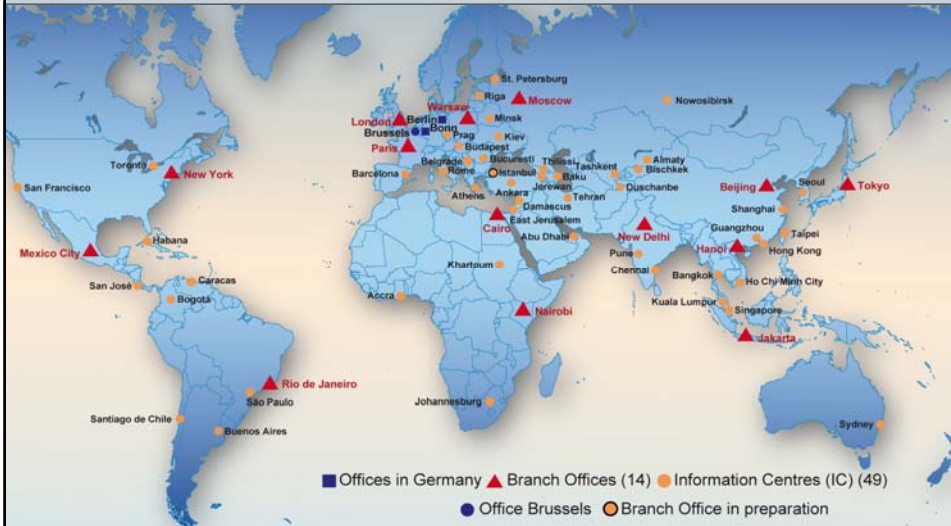 St. Petersburg
Riga
Moscow
Nowosibirsk
Warsaw
London
Berlin
Minsk
Brussels
Bonn
Prag
Kiev
Paris
Budapest
Toronto
Belgrade
Bucuresti
Tbilissi
Tashkent
Almaty
Bischkek
New York
Barcelona
Rome
Istanbul
Baku
San Francisco
Jerewan
Düschanbe
Beijing
Seoul
Tokyo
Athens
Ankara
Tehran
Damascus
Shanghai
East Jerusalem
Cairo
Abu Dhabi
New Delhi
Guangzhou
Taipei
Habana
Hanoi
Mexico City
Pune
Hong Kong
Khartoum
Chennai
Bangkok
Ho Chi Minh City
San José
Caracas
Bogotá
Accra
Kuala Lumpur
Singapore
Nairobi
Jakarta
Rio de Janeiro
São Paulo
Johannesburg
Santiago de Chile
Buenos Aires
Sydney
Offices in Germany Branch Offices (14) Information Centres (IC) (49)
Office Brussels Branch Office in preparation